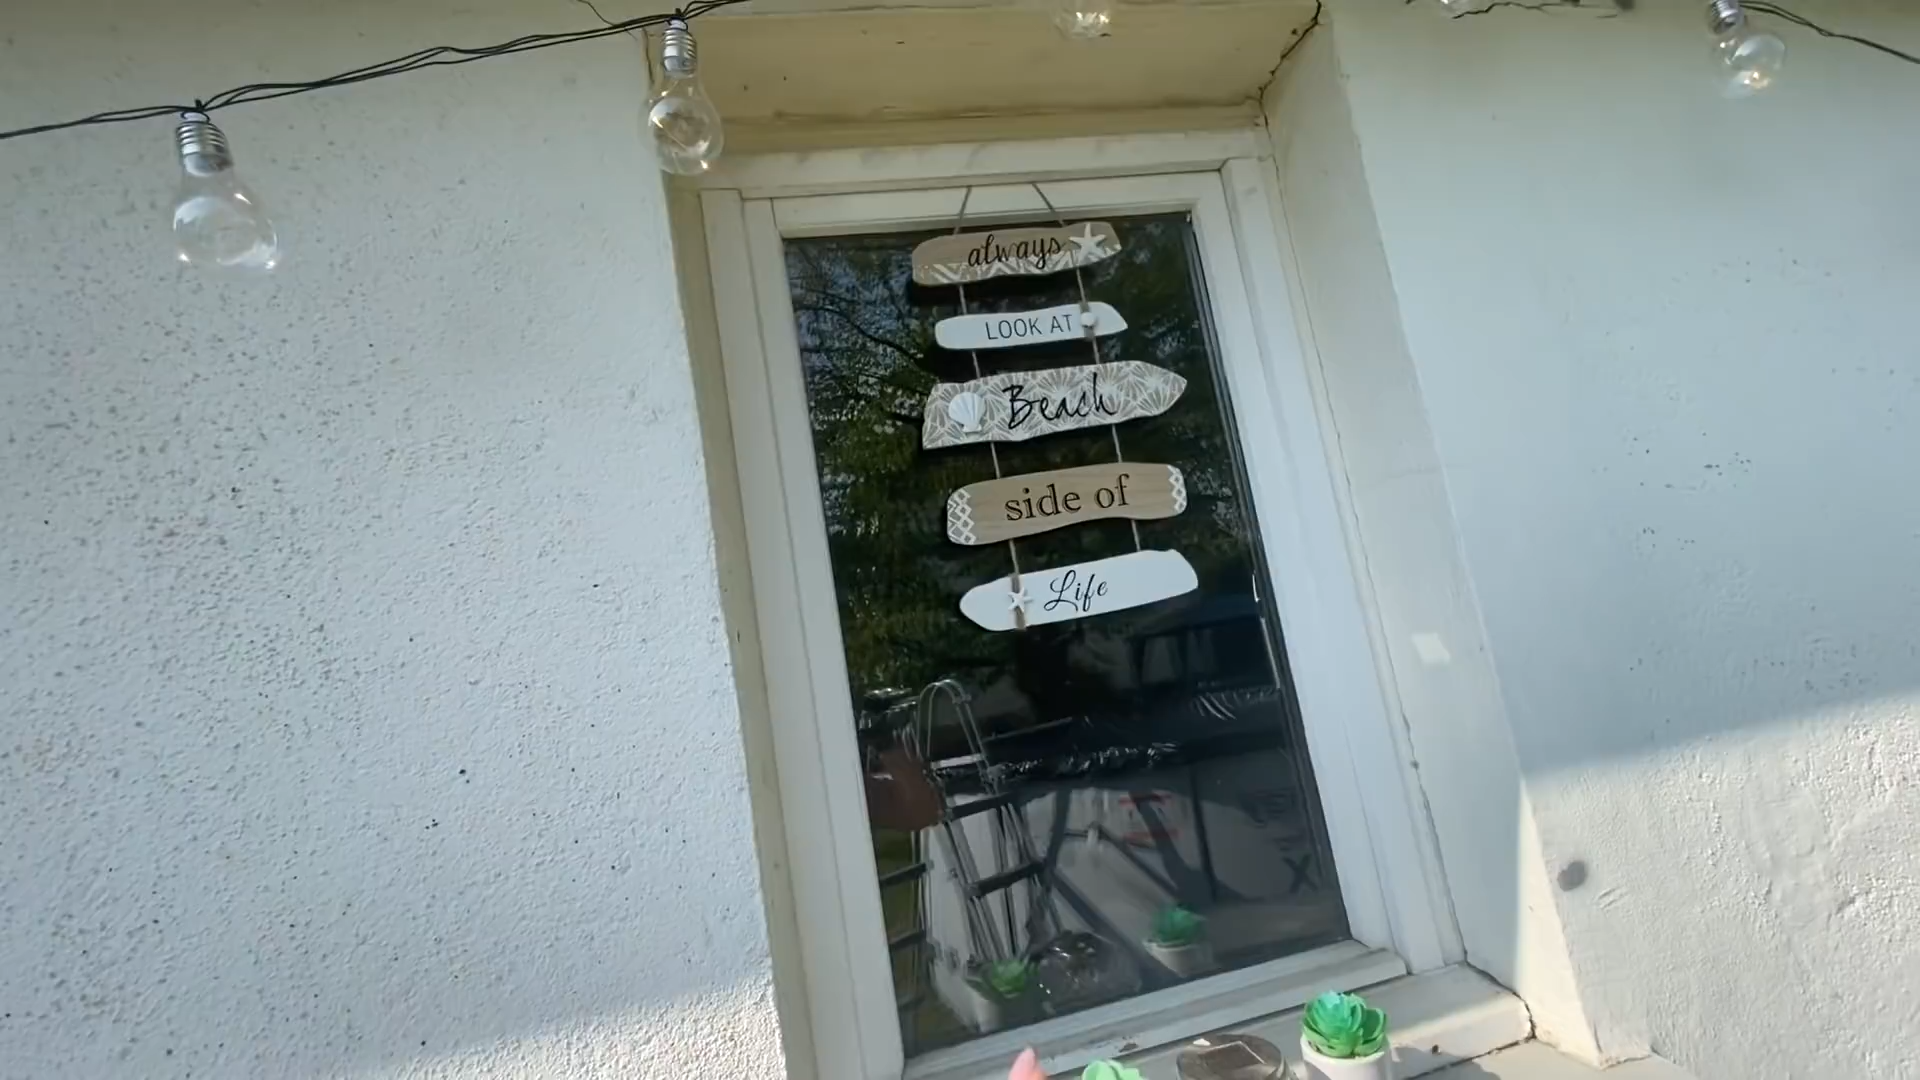 always
LOOK AT
Beach
side of
Life